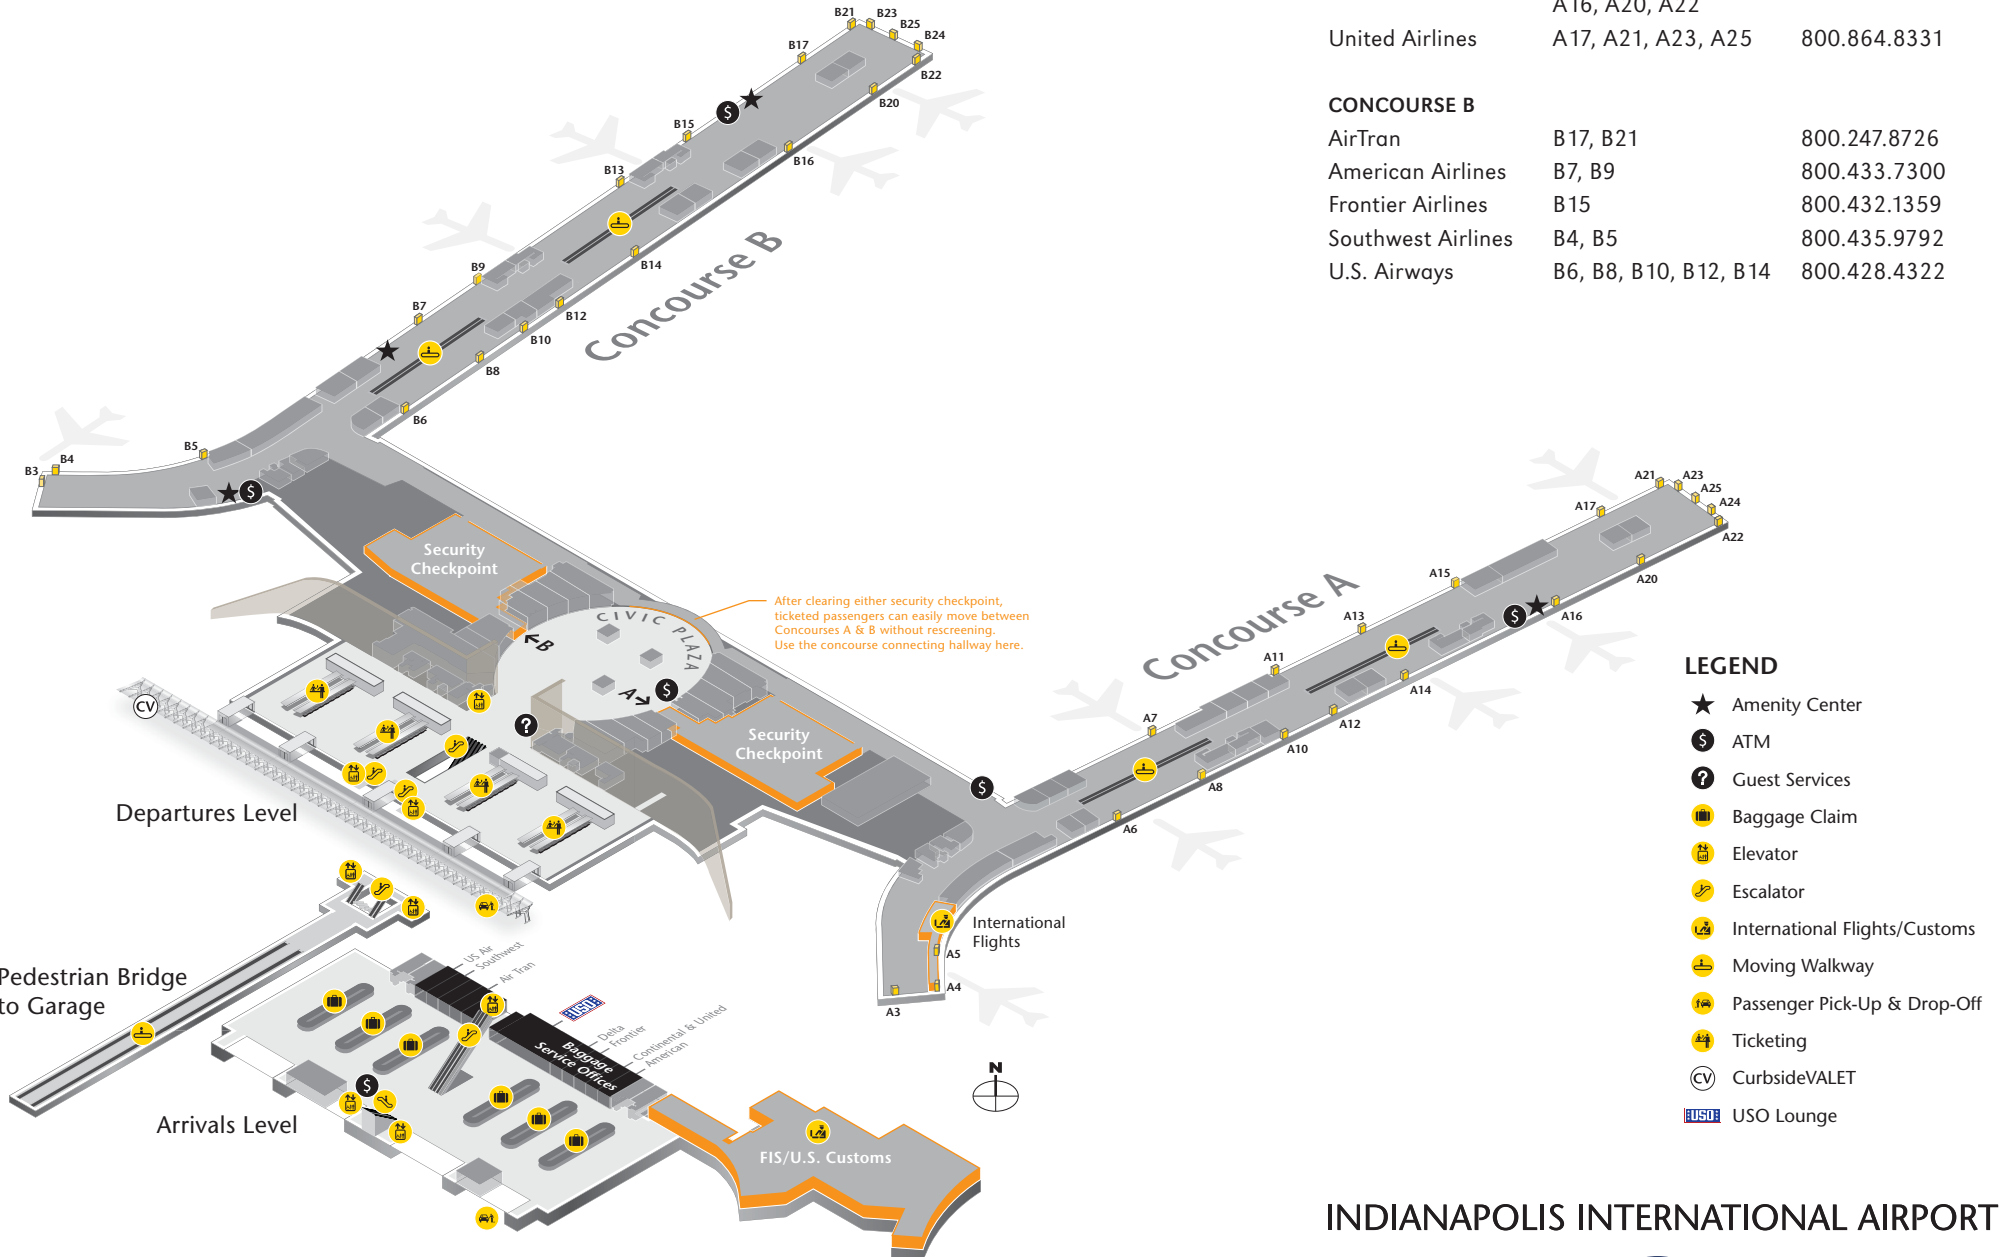 A16, A20, A22
United Airlines A17, A21, A23, A25 800.864.8331
CONCOURSE B
AirTran B17, B21 800.247.8726
American Airlines B7, B9 800.433.7300
Frontier Airlines B15 800.432.1359
Southwest Airlines B4, B5 800.435.9792
U.S. Airways B6, B8, B10, B12, B14 800.428.4322
B21
B23
B25
B24
B22
B17
B20
B15
B16
B13
B14
B9
B12
B7
B10
B8
B6
B5
B4
B3
Concourse B
Security
Checkpoint
CIVIC PLAZA
←B
A→
After clearing either security checkpoint,
ticketed passengers can easily move between
Concourses A & B without rescreening.
Use the concourse connecting hallway here.
Security
Checkpoint
Concourse A
A21
A23
A25
A24
A22
A17
A20
A15
A16
A13
A14
A11
A12
A7
A10
A8
A6
International
Flights
A5
A4
A3
CV
?
$
$
$
$
$
$
Departures Level
Pedestrian Bridge
to Garage
US Air
Southwest
Air Tran
USO
Delta
Frontier
Continental & United
American
Baggage
Service Offices
Arrivals Level
FIS/U.S. Customs
N
LEGEND
Amenity Center
$ ATM
? Guest Services
Baggage Claim
Elevator
Escalator
International Flights/Customs
Moving Walkway
Passenger Pick-Up & Drop-Off
Ticketing
CV CurbsideVALET
USO USO Lounge
INDIANAPOLIS INTERNATIONAL AIRPORT